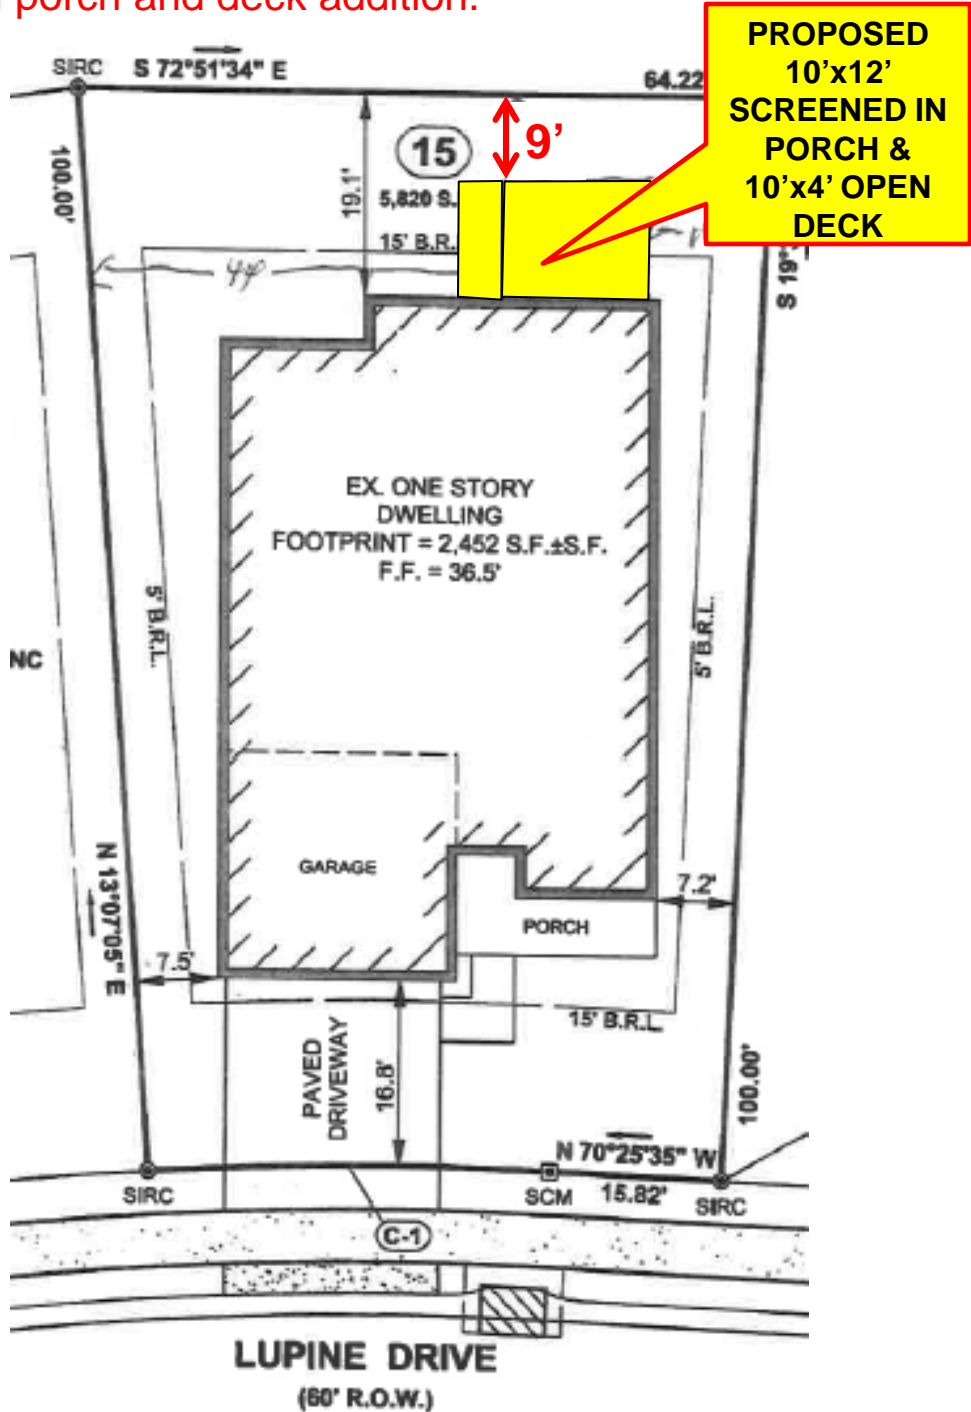 porch and deck addition.
PROPOSED
10’x12’
SCREENED IN
PORCH &
10’x4’ OPEN
DECK
SIRC
S 72°51'34" E
64.22
9’
15
100.00'
19.1'
5,820 S.
15' B.R.
44
S 19°
EX. ONE STORY
DWELLING
FOOTPRINT = 2,452 S.F.±S.F.
F.F. = 36.5'
5' B.R.L.
5' B.R.L.
NC
N 13°07'05" E
GARAGE
7.2'
PORCH
7.5'
15' B.R.L.
PAVED
DRIVEWAY
16.8'
100.00'
N 70°25'35" W
SIRC
SCM
15.82'
SIRC
C-1
LUPINE DRIVE
(60' R.O.W.)